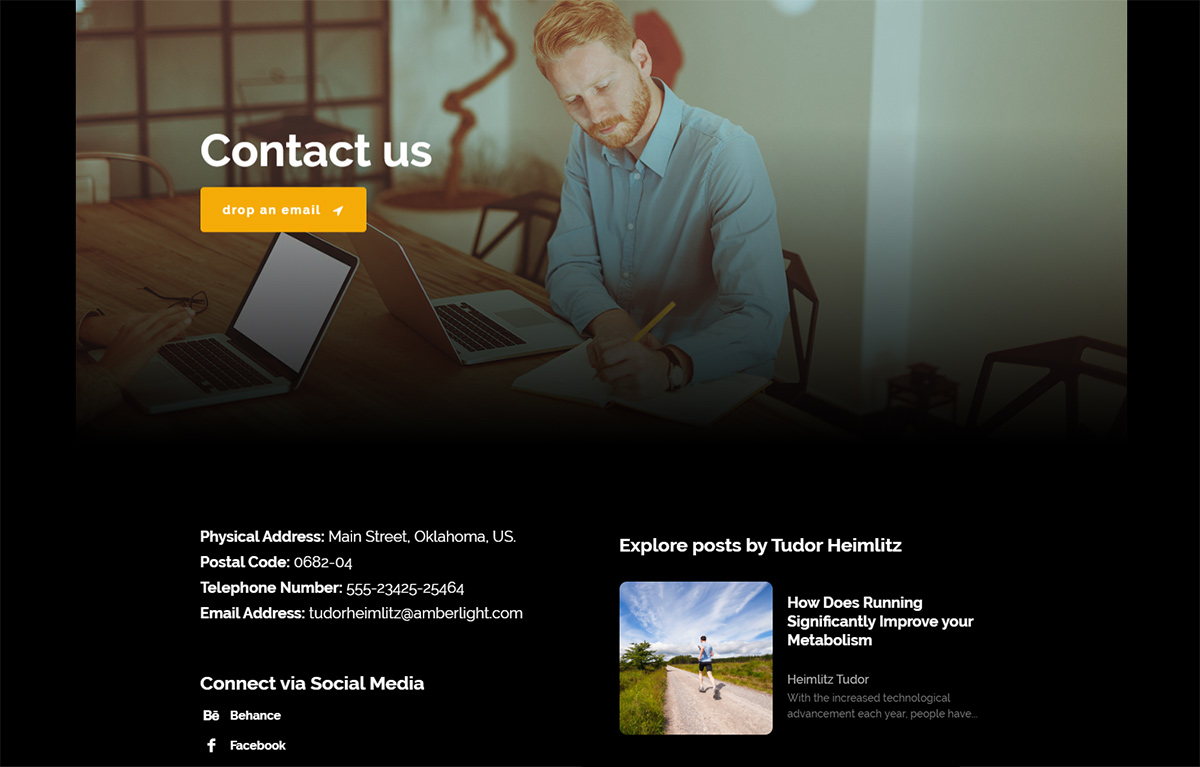 Contact us
drop an email
Physical Address: Main Street, Oklahoma, US.
Postal Code: 0682-04
Telephone Number: 555-23425-25464
Email Address: tudorheimlitz@amberlight.com
Connect via Social Media
Bē Behance
f Facebook
Explore posts by Tudor Heimlitz
How Does Running
Significantly Improve your
Metabolism
Heimlitz Tudor
With the increased technological
advancement each year, people have...